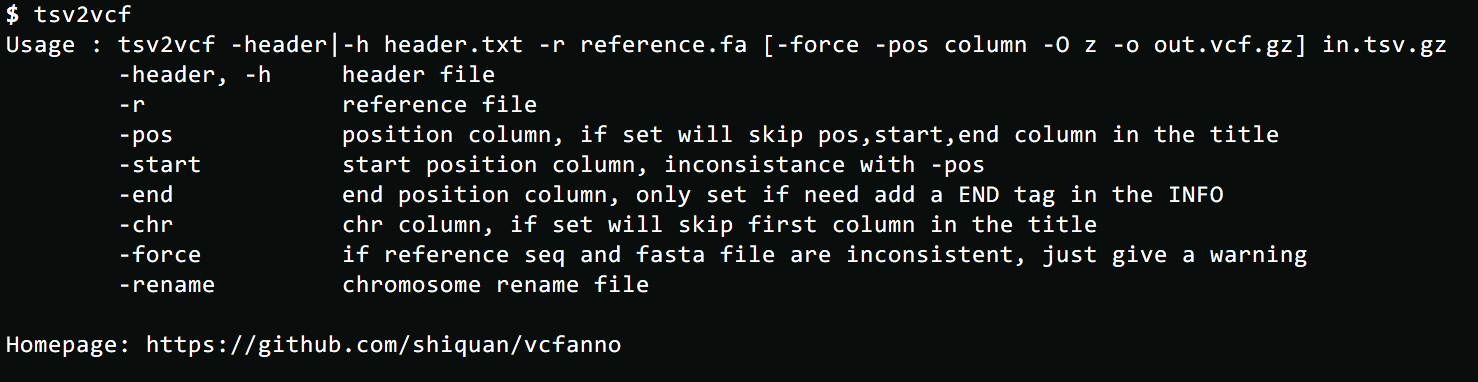 $ tsv2vcf
Usage : tsv2vcf -header|-h header.txt -r reference.fa [-force -pos column -O z -o out.vcf.gz] in.tsv.gz
        -header, -h      header file
        -r               reference file
        -pos             position column, if set will skip pos,start,end column in the title
        -start           start position column, inconsistance with -pos
        -end             end position column, only set if need add a END tag in the INFO
        -chr             chr column, if set will skip first column in the title
        -force           if reference seq and fasta file are inconsistent, just give a warning
        -rename          chromosome rename file
Homepage: https://github.com/shiquan/vcfanno